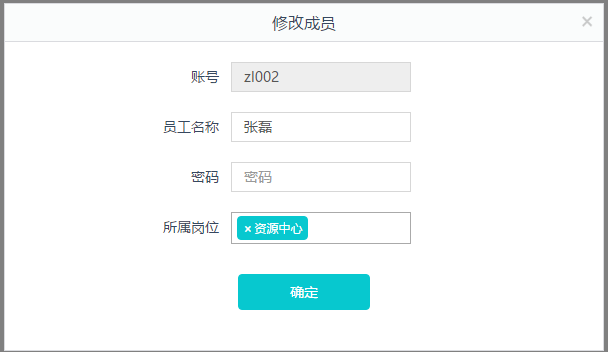 修改成员 ×
账号 zl002
员工名称 张磊
密码 密码
所属岗位 × 资源中心
确定